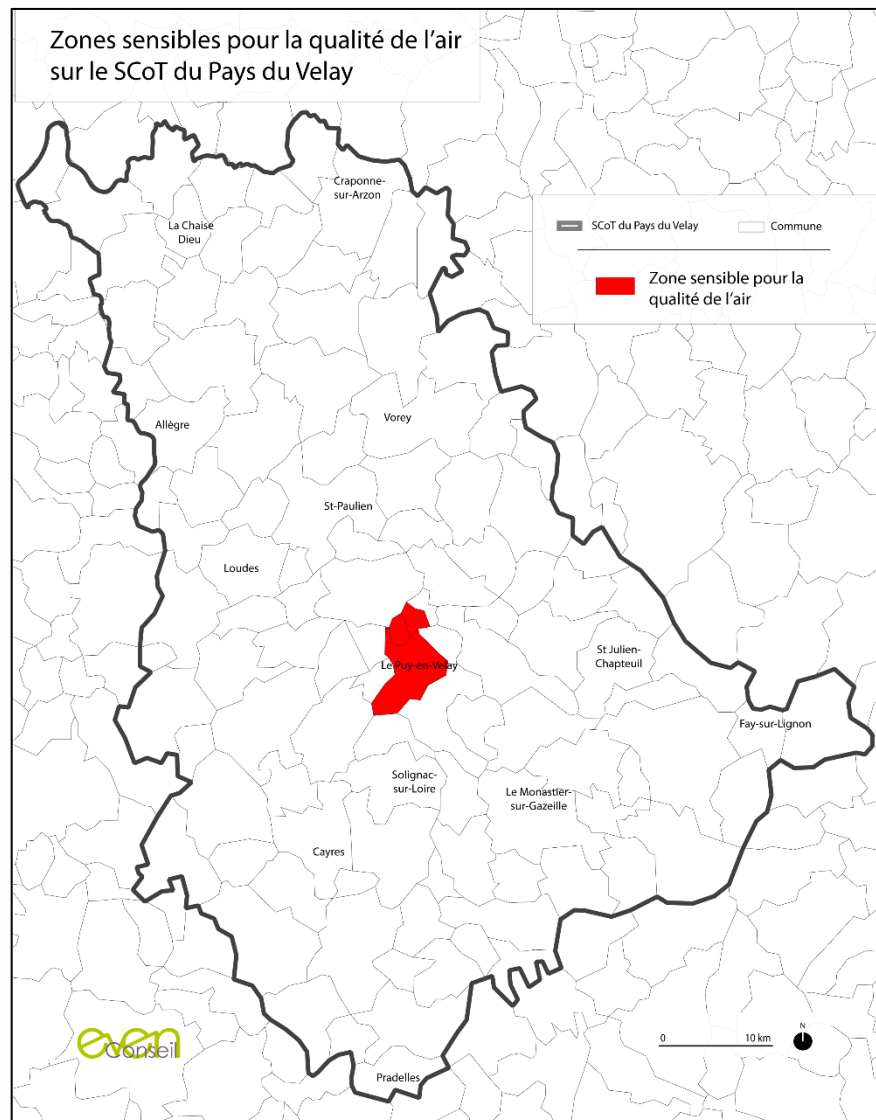 Zones sensibles pour la qualité de l'air
sur le SCoT du Pays du Velay
Craponne-
sur-Arzon
La Chaise
Dieu
SCoT du Pays du Velay
Commune
Zone sensible pour la
qualité de l'air
Allègre
Vorey
St-Paulien
Loudes
Le Puy-en-Velay
St Julien-
Chapteuil
Fay-sur-Lignon
Solignac-
sur-Loire
Le Monastier-
sur-Gazeille
Cayres
even
Conseil
0 10 km
N
Pradelles